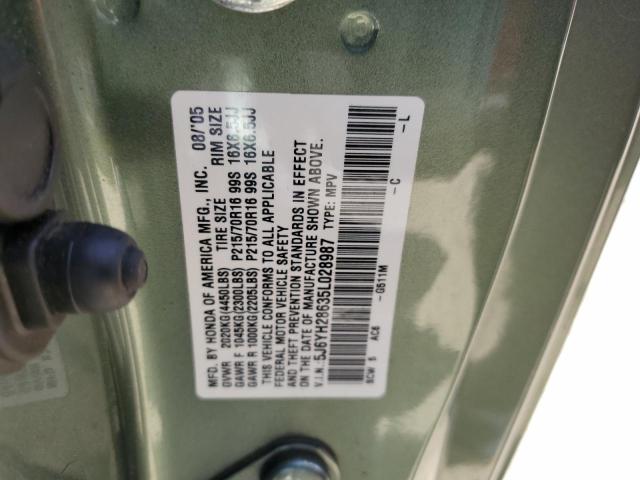 MFD. BY HONDA OF AMERICA MFG., INC. 08/'05
TIRE SIZE RIM SIZE
GVWR 2020KG(4450LBS)
GAWR F 1045KG(2300LBS) P215/70R16 99S 16X6.5JJ
GAWR R 1000KG(2205LBS) P215/70R16 99S 16X6.5JJ
THIS VEHICLE CONFORMS TO ALL APPLICABLE
FEDERAL MOTOR VEHICLE SAFETY
AND THEFT PREVENTION STANDARDS IN EFFECT
ON THE DATE OF MANUFACTURE SHOWN ABOVE.
V.I.N.: 5J6YH28635L028987 TYPE: MPV
SCW 5 AC6 -G511M -C -L